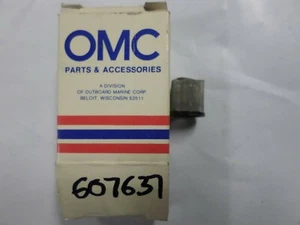 OMC
PARTS & ACCESSORIES
A DIVISION
OF OUTBOARD MARINE CORP.
BELOIT, WISCONSIN 53511
607637